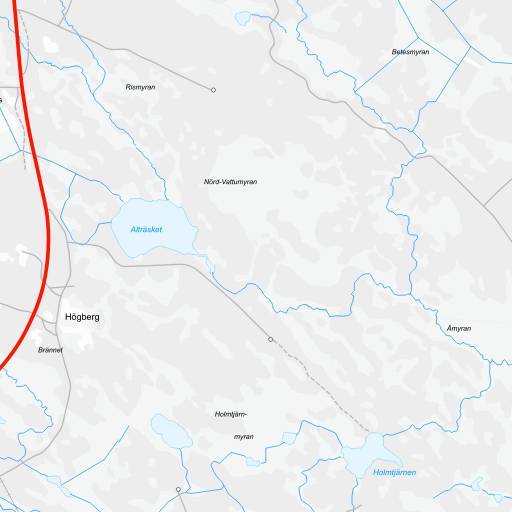 Betesmyran
Rismyran
s
Nörd-Vattumyran
Alträsket
Högberg
Åmyran
Brännet
Holmtjärn-
myran
Holmtjärnen